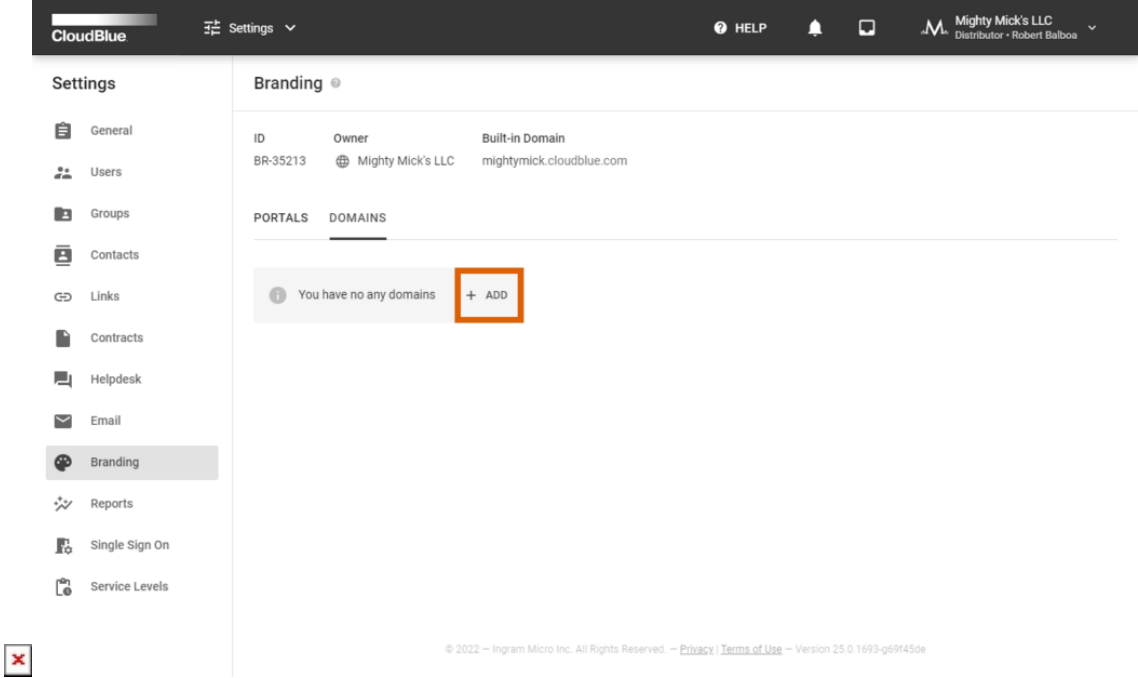 CloudBlue
Settings
HELP
Mighty Mick's LLC
Distributor • Robert Balboa
Settings
General
Users
Groups
Contacts
Links
Contracts
Helpdesk
Email
Branding
Reports
Single Sign On
Service Levels
Branding
ID Owner Built-in Domain
BR-35213 Mighty Mick's LLC mightymick.cloudblue.com
PORTALS DOMAINS
You have no any domains + ADD
© 2022 — Ingram Micro Inc. All Rights Reserved. — Privacy | Terms of Use — Version 25.0.1693-g69f45de